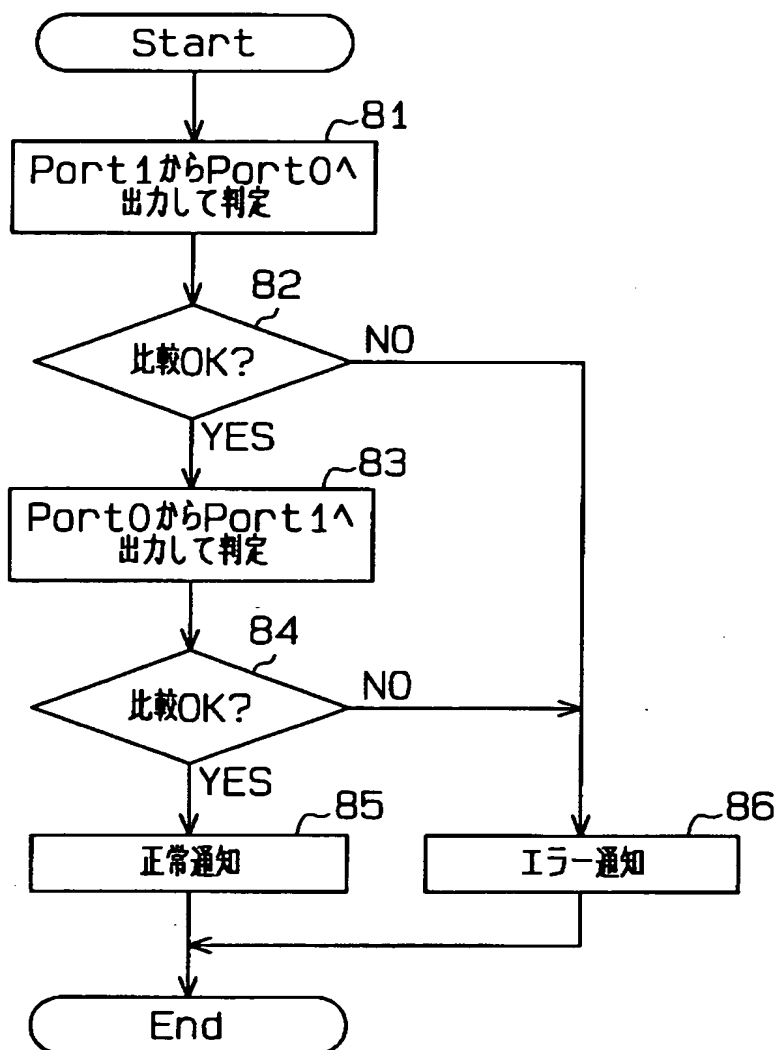 Start
81
Port1からPort0へ
出力して判定
82
比較OK?
NO
YES
83
Port0からPort1へ
出力して判定
84
比較OK?
NO
YES
85
正常通知
86
エラー通知
End